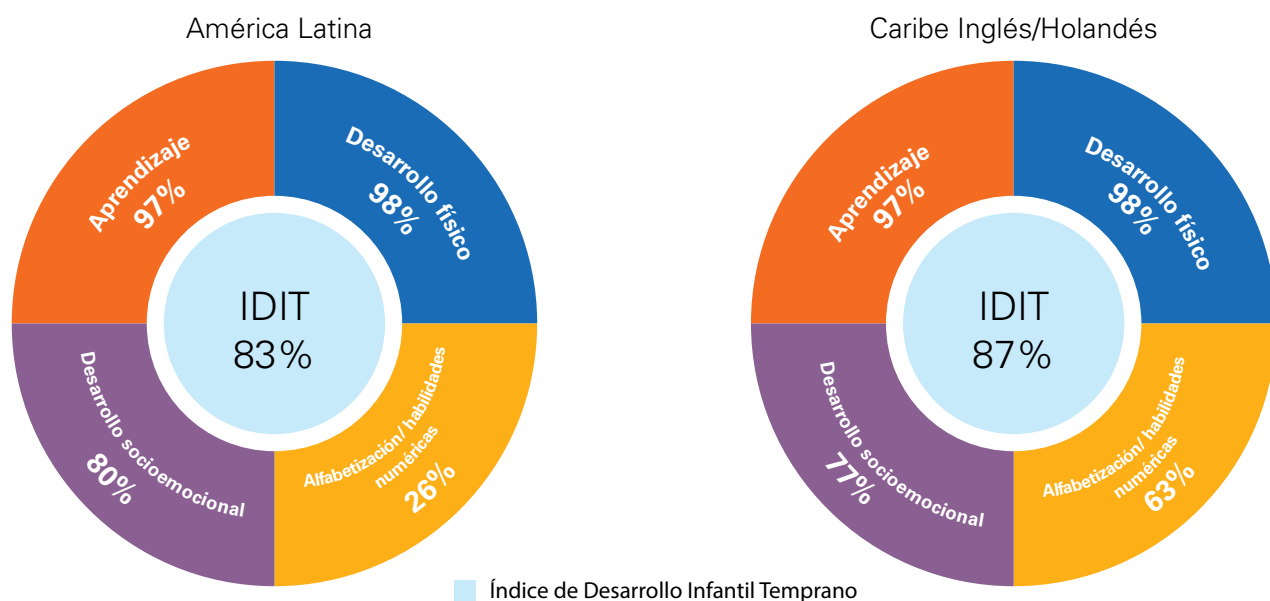 América Latina
Aprendizaje
97%
Desarrollo físico
98%
IDIT
83%
Desarrollo socioemocional
80%
Alfabetización/ habilidades
numéricas
26%
Caribe Inglés/Holandés
Aprendizaje
97%
Desarrollo físico
98%
IDIT
87%
Desarrollo socioemocional
77%
Alfabetización/ habilidades
numéricas
63%
Índice de Desarrollo Infantil Temprano